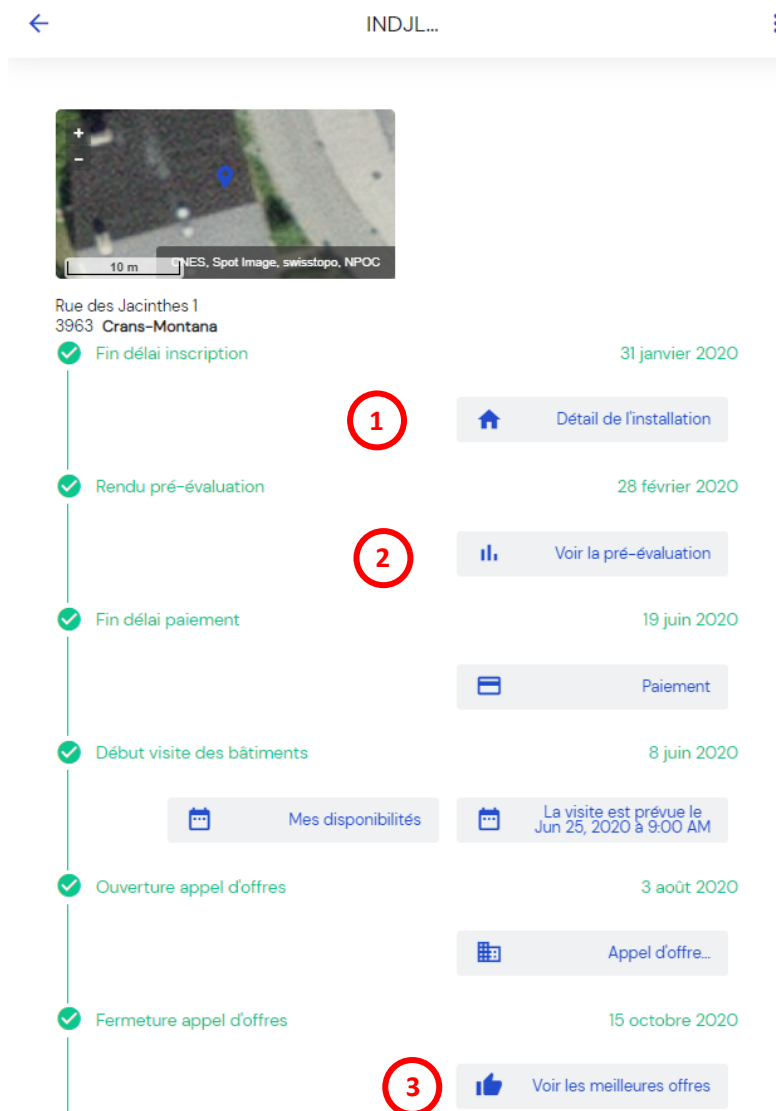 INDJL...
+
−
10 m
CNES, Spot Image, swisstopo, NPOC
Rue des Jacinthes 1
3963 Crans-Montana
Fin délai inscription
31 janvier 2020
1
Détail de l'installation
Rendu pré-évaluation
28 février 2020
2
Voir la pré-évaluation
Fin délai paiement
19 juin 2020
Paiement
Début visite des bâtiments
8 juin 2020
Mes disponibilités
La visite est prévue le
Jun 25, 2020 à 9:00 AM
Ouverture appel d'offres
3 août 2020
Appel d'offre...
Fermeture appel d'offres
15 octobre 2020
3
Voir les meilleures offres